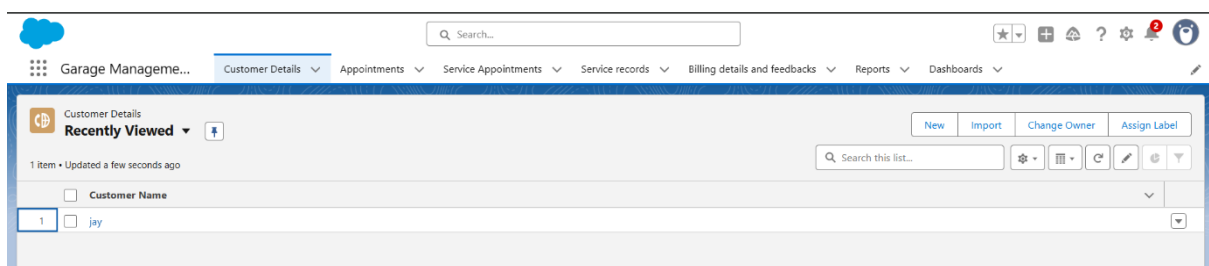 Search...
2
Garage Manageme... Customer Details Appointments Service Appointments Service records Billing details and feedbacks Reports Dashboards
Customer Details
Recently Viewed
New Import Change Owner Assign Label
1 item • Updated a few seconds ago
Search this list...
Customer Name
1 jay